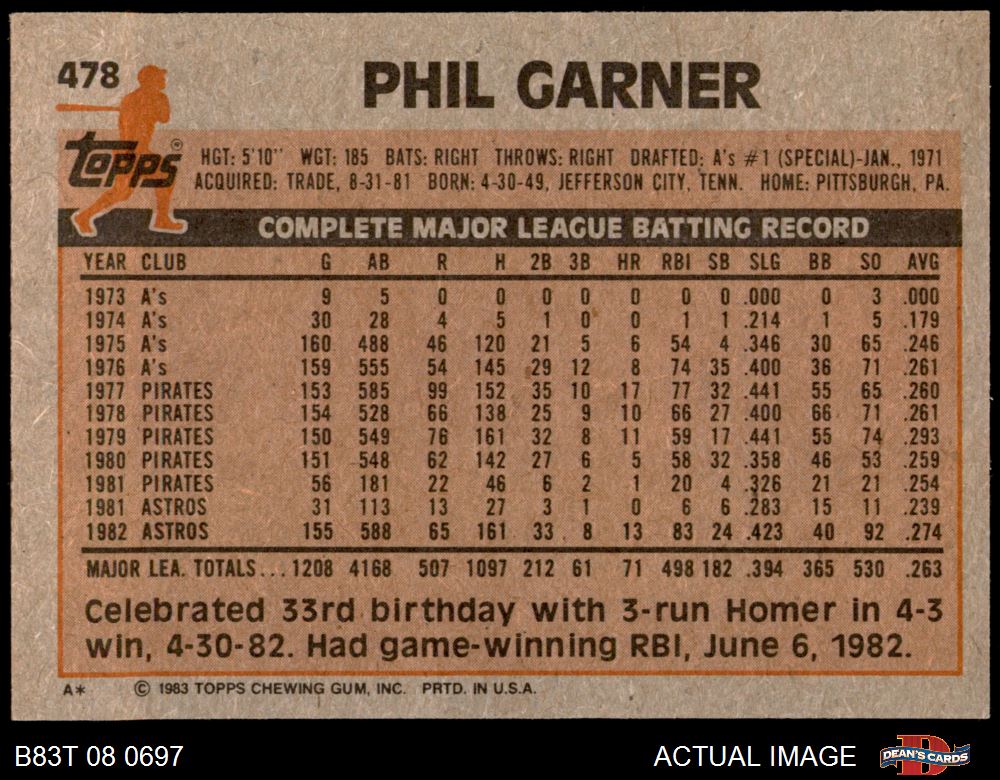 478
PHIL GARNER
Topps®
HGT: 5'10" WGT: 185 BATS: RIGHT THROWS: RIGHT DRAFTED: A's #1 (SPECIAL)-JAN., 1971
ACQUIRED: TRADE, 8-31-81 BORN: 4-30-49, JEFFERSON CITY, TENN. HOME: PITTSBURGH, PA.
COMPLETE MAJOR LEAGUE BATTING RECORD
YEAR CLUB G AB R H 2B 3B HR RBI SB SLG BB SO AVG
1973 A's 9 5 0 0 0 0 0 0 0 .000 0 3 .000
1974 A's 30 28 4 5 1 0 0 1 1 .214 1 5 .179
1975 A's 160 488 46 120 21 5 6 54 4 .346 30 65 .246
1976 A's 159 555 54 145 29 12 8 74 35 .400 36 71 .261
1977 PIRATES 153 585 99 152 35 10 17 77 32 .441 55 65 .260
1978 PIRATES 154 528 66 138 25 9 10 66 27 .400 66 71 .261
1979 PIRATES 150 549 76 161 32 8 11 59 17 .441 55 74 .293
1980 PIRATES 151 548 62 142 27 6 5 58 32 .358 46 53 .259
1981 PIRATES 56 181 22 46 6 2 1 20 4 .326 21 21 .254
1981 ASTROS 31 113 13 27 3 1 0 6 6 .283 15 11 .239
1982 ASTROS 155 588 65 161 33 8 13 83 24 .423 40 92 .274
MAJOR LEA. TOTALS... 1208 4168 507 1097 212 61 71 498 182 .394 365 530 .263
Celebrated 33rd birthday with 3-run Homer in 4-3
win, 4-30-82. Had game-winning RBI, June 6, 1982.
A* © 1983 TOPPS CHEWING GUM, INC. PRTD. IN U.S.A.
B83T 08 0697 ACTUAL IMAGE DEAN'S CARDS